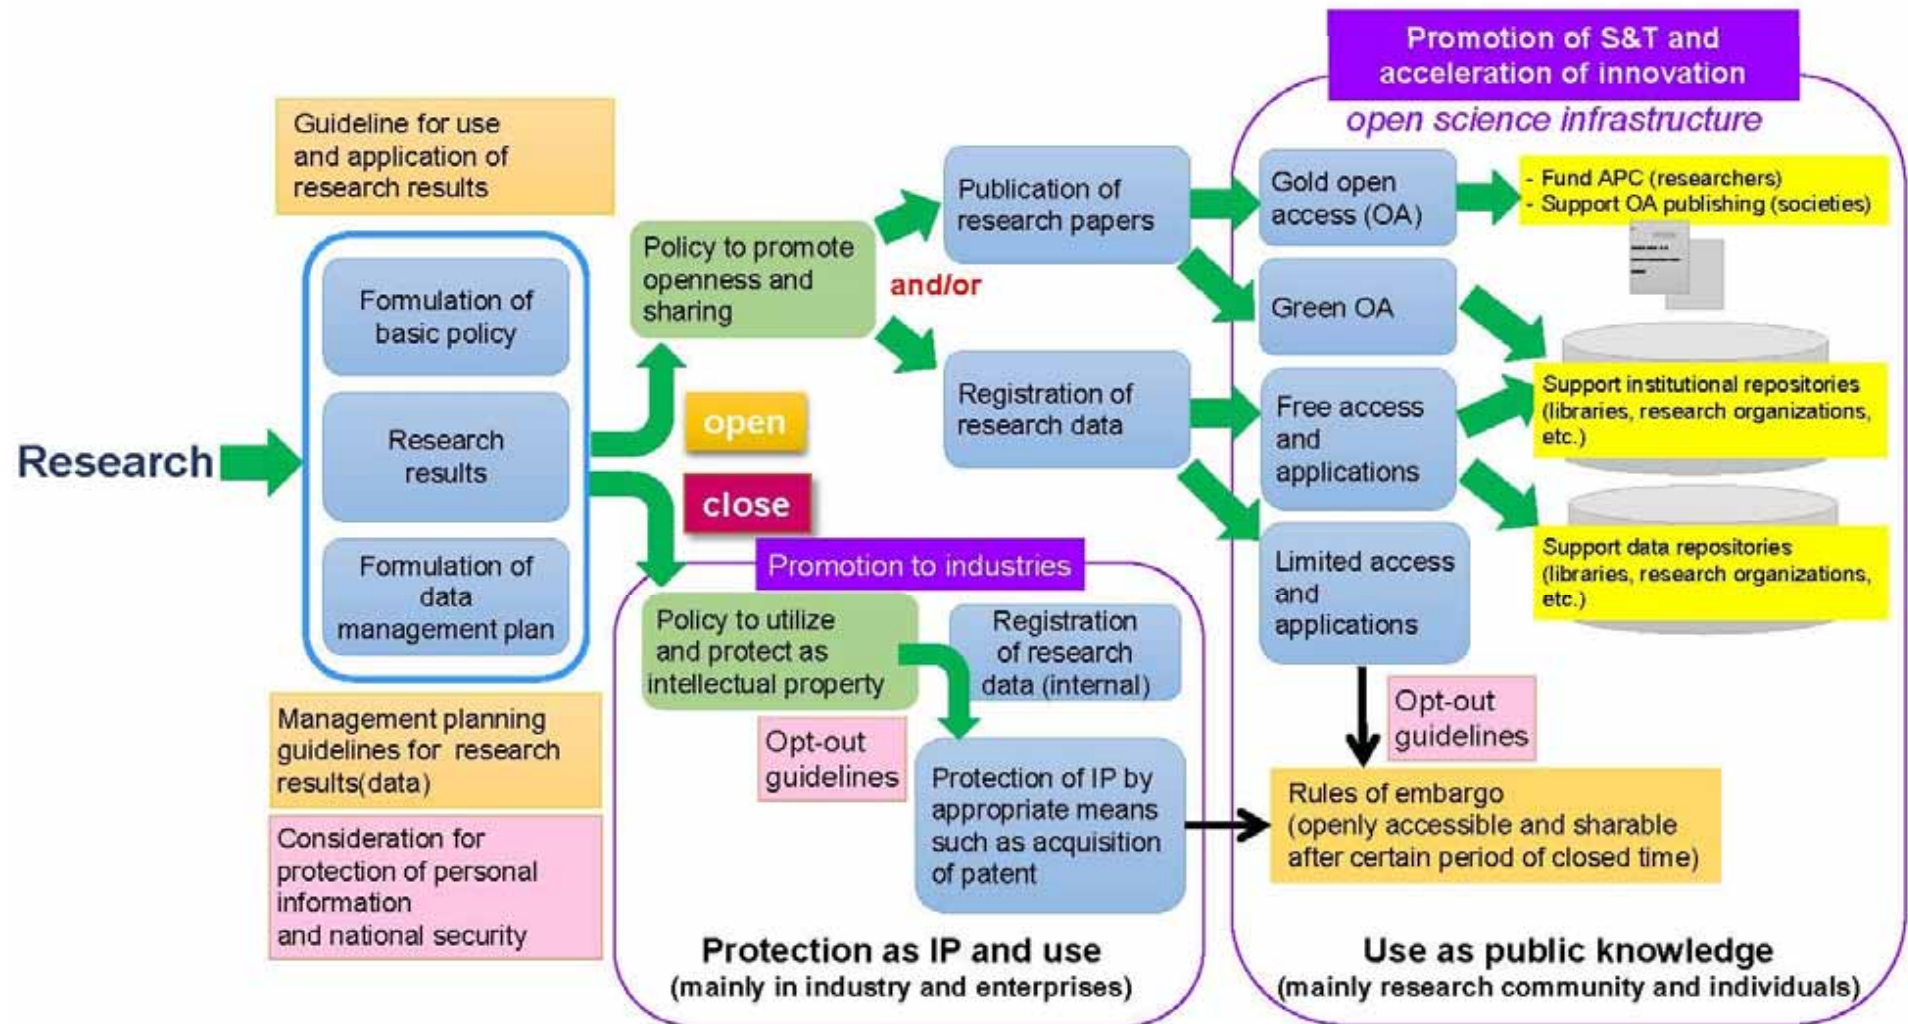 Promotion of S&T and
acceleration of innovation
open science infrastructure
Guideline for use
and application of
research results
Formulation of
basic policy
Research
results
Formulation of
data
management plan
Research
Management planning
guidelines for research
results(data)
Consideration for
protection of personal
information
and national security
Policy to promote
openness and
sharing
and/or
open
close
Publication of
research papers
Registration of
research data
Gold open
access (OA)
Green OA
Free access
and
applications
Limited access
and
applications
- Fund APC (researchers)
- Support OA publishing (societies)
Support institutional repositories
(libraries, research organizations,
etc.)
Support data repositories
(libraries, research organizations,
etc.)
Promotion to industries
Policy to utilize
and protect as
intellectual property
Registration
of research
data (internal)
Opt-out
guidelines
Protection of IP by
appropriate means
such as acquisition
of patent
Opt-out
guidelines
Rules of embargo
(openly accessible and sharable
after certain period of closed time)
Protection as IP and use
(mainly in industry and enterprises)
Use as public knowledge
(mainly research community and individuals)